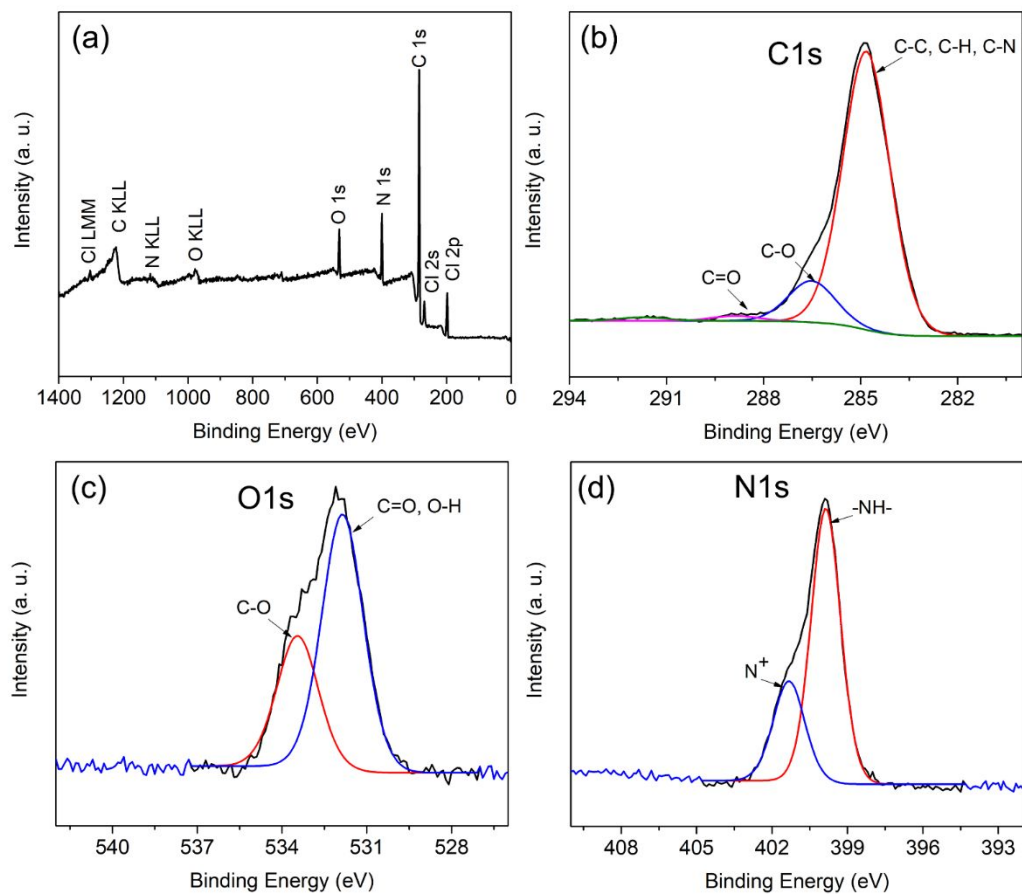 (a)
Intensity (a. u.)
Cl LMM
C KLL
N KLL
O KLL
O 1s
N 1s
C 1s
Cl 2s
Cl 2p
1400 1200 1000 800 600 400 200 0
Binding Energy (eV)
(b)
C1s
C-C, C-H, C-N
C-O
C=O
Intensity (a. u.)
294 291 288 285 282
Binding Energy (eV)
(c)
O1s
C=O, O-H
C-O
Intensity (a. u.)
540 537 534 531 528
Binding Energy (eV)
(d)
N1s
-NH-
N+
Intensity (a. u.)
408 405 402 399 396 393
Binding Energy (eV)